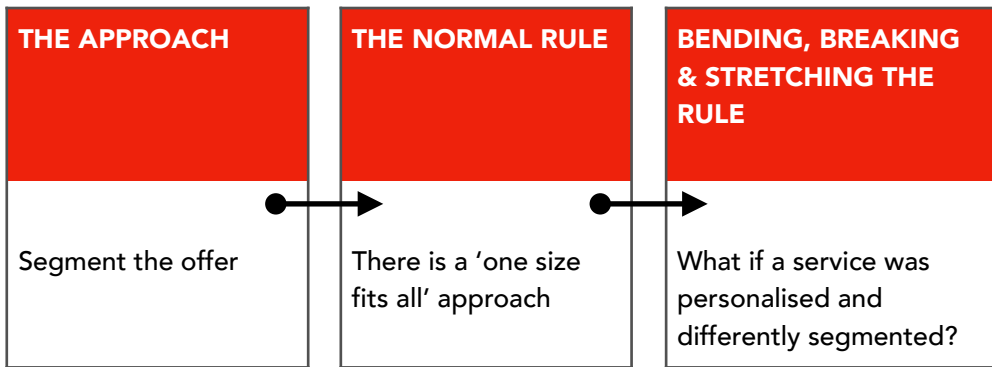 THE APPROACH
Segment the offer
THE NORMAL RULE
There is a ‘one size
fits all’ approach
BENDING, BREAKING
& STRETCHING THE
RULE
What if a service was
personalised and
differently segmented?